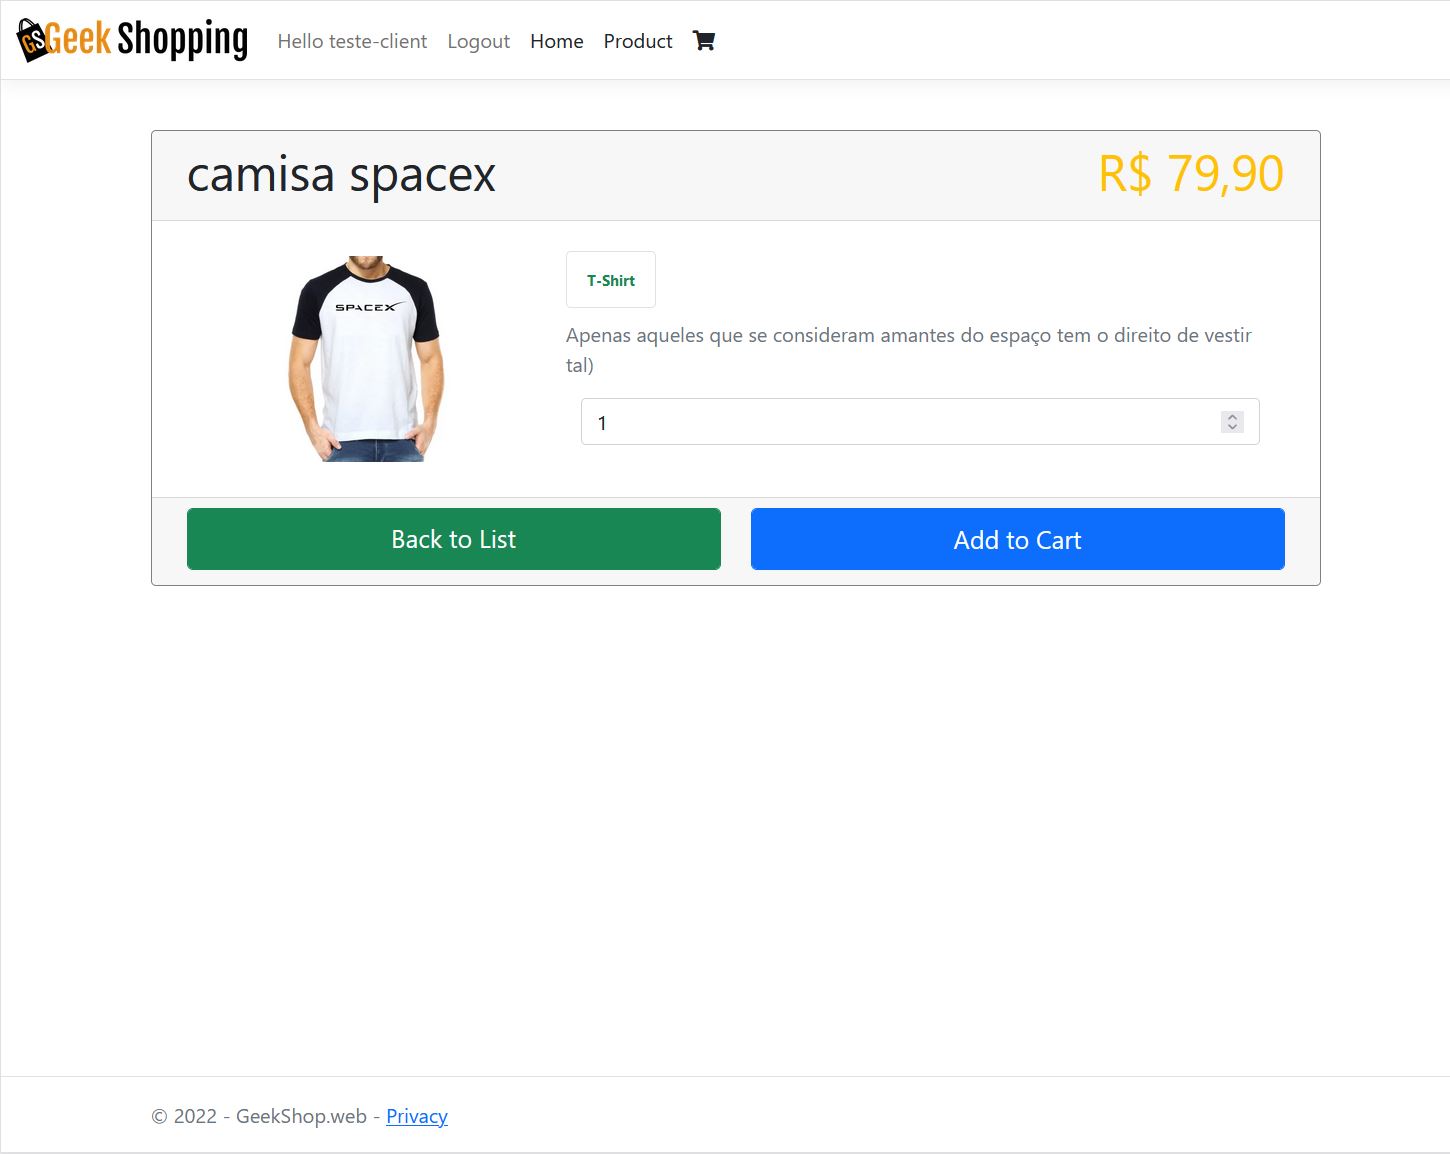 GS Geek Shopping Hello teste-client Logout Home Product
camisa spacex R$ 79,90
SPACEX
T-Shirt
Apenas aqueles que se consideram amantes do espaço tem o direito de vestir
tal)
1
Back to List Add to Cart
© 2022 - GeekShop.web - Privacy